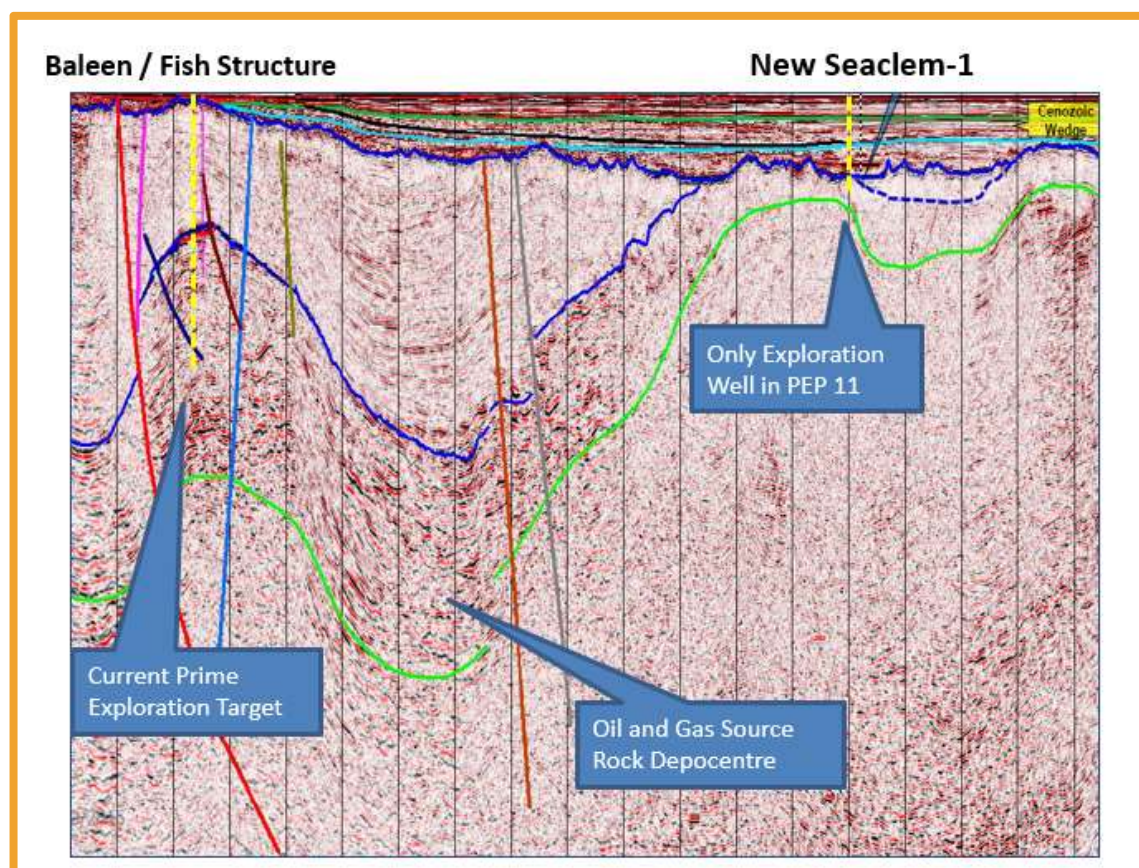 Baleen / Fish Structure
New Seaclem-1
Cenozoic
Wedge
Only Exploration
Well in PEP 11
Current Prime
Exploration Target
Oil and Gas Source
Rock Depocentre